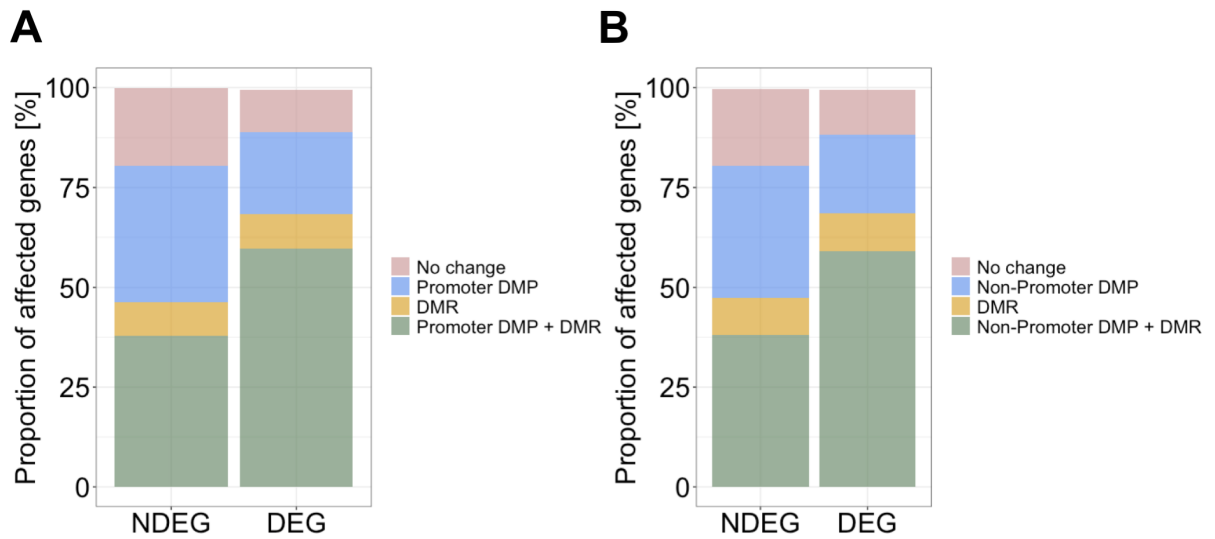 A
Proportion of affected genes [%]
100
75
50
25
0
NDEG DEG
No change
Promoter DMP
DMR
Promoter DMP + DMR
B
Proportion of affected genes [%]
100
75
50
25
0
NDEG DEG
No change
Non-Promoter DMP
DMR
Non-Promoter DMP + DMR